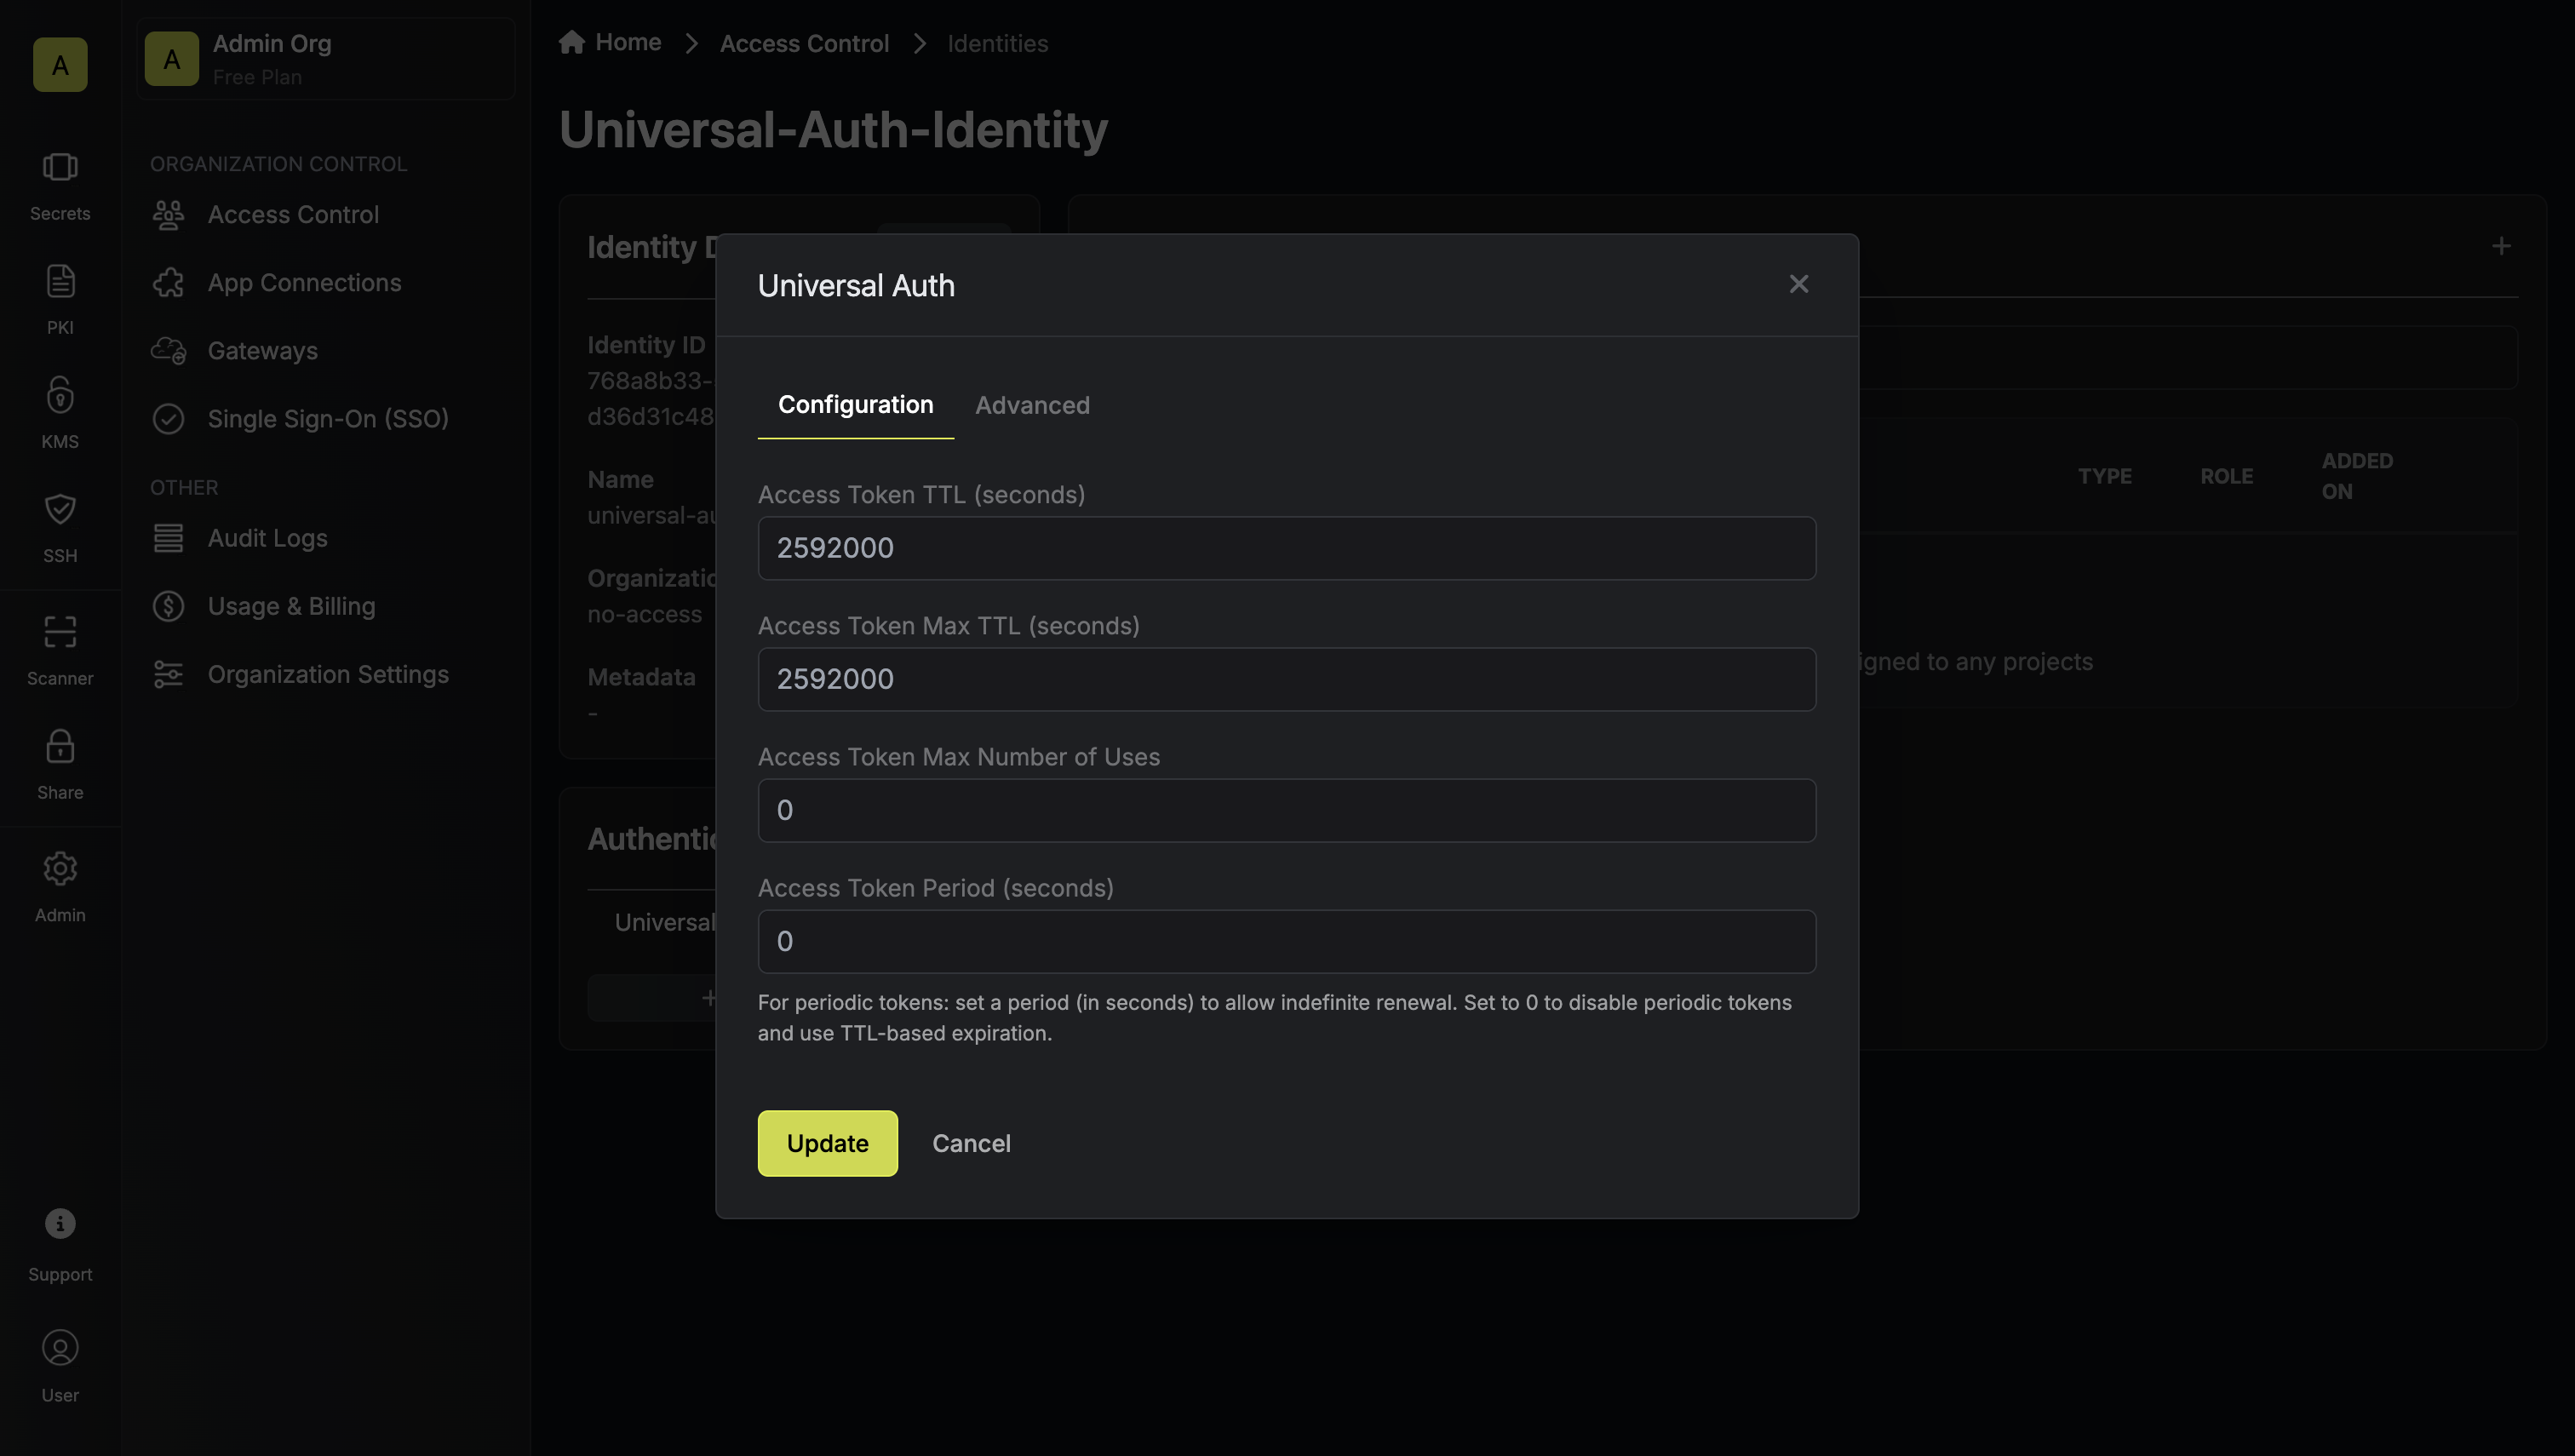 A
Secrets
PKI
KMS
SSH
Scanner
Share
Admin
Support
User
A
Admin Org
Free Plan
ORGANIZATION CONTROL
Access Control
App Connections
Gateways
Single Sign-On (SSO)
OTHER
Audit Logs
Usage & Billing
Organization Settings
Home
Access Control
Identities
Universal-Auth-Identity
Identity D
Identity ID
768a8b33-
d36d31c48
Name
universal-au
Organizatio
no-access
Metadata
-
Authentic
Universal
+
+
TYPE ROLE ADDED
ON
igned to any projects
Universal Auth
Configuration Advanced
Access Token TTL (seconds)
2592000
Access Token Max TTL (seconds)
2592000
Access Token Max Number of Uses
0
Access Token Period (seconds)
0
For periodic tokens: set a period (in seconds) to allow indefinite renewal. Set to 0 to disable periodic tokens
and use TTL-based expiration.
Update Cancel